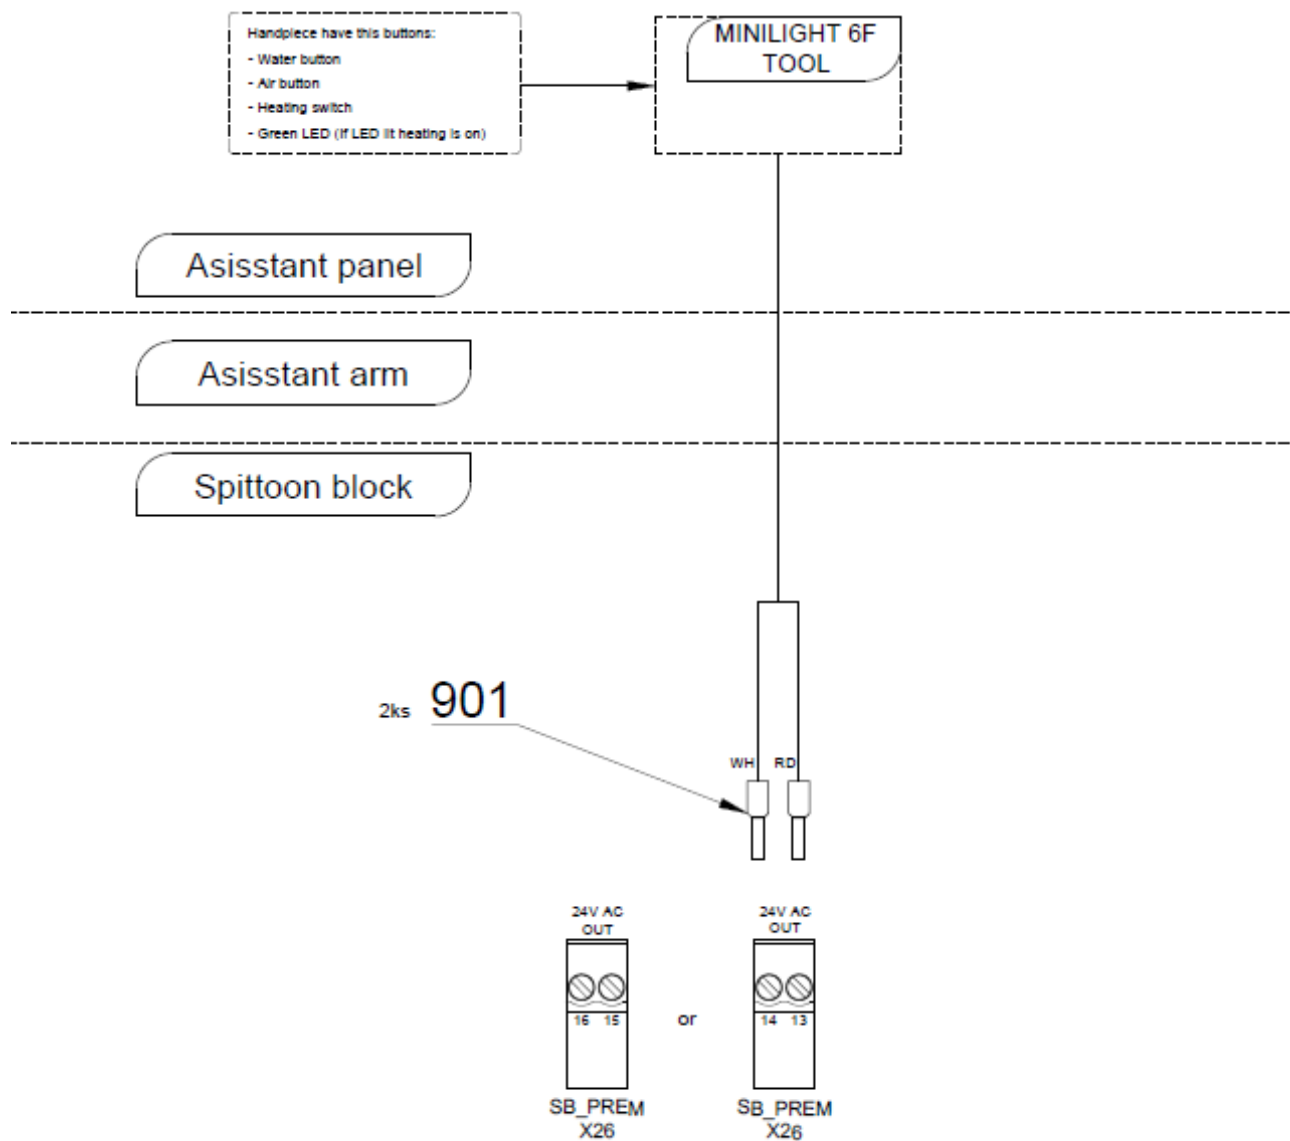 Handpiece have this buttons:
- Water button
- Air button
- Heating switch
- Green LED (if LED lit heating is on)
MINILIGHT 6F
TOOL
Asisstant panel
Asisstant arm
Spittoon block
2ks 901
WH RD
24V AC
OUT
16 15
SB_PREM
X26
or
24V AC
OUT
14 13
SB_PREM
X26